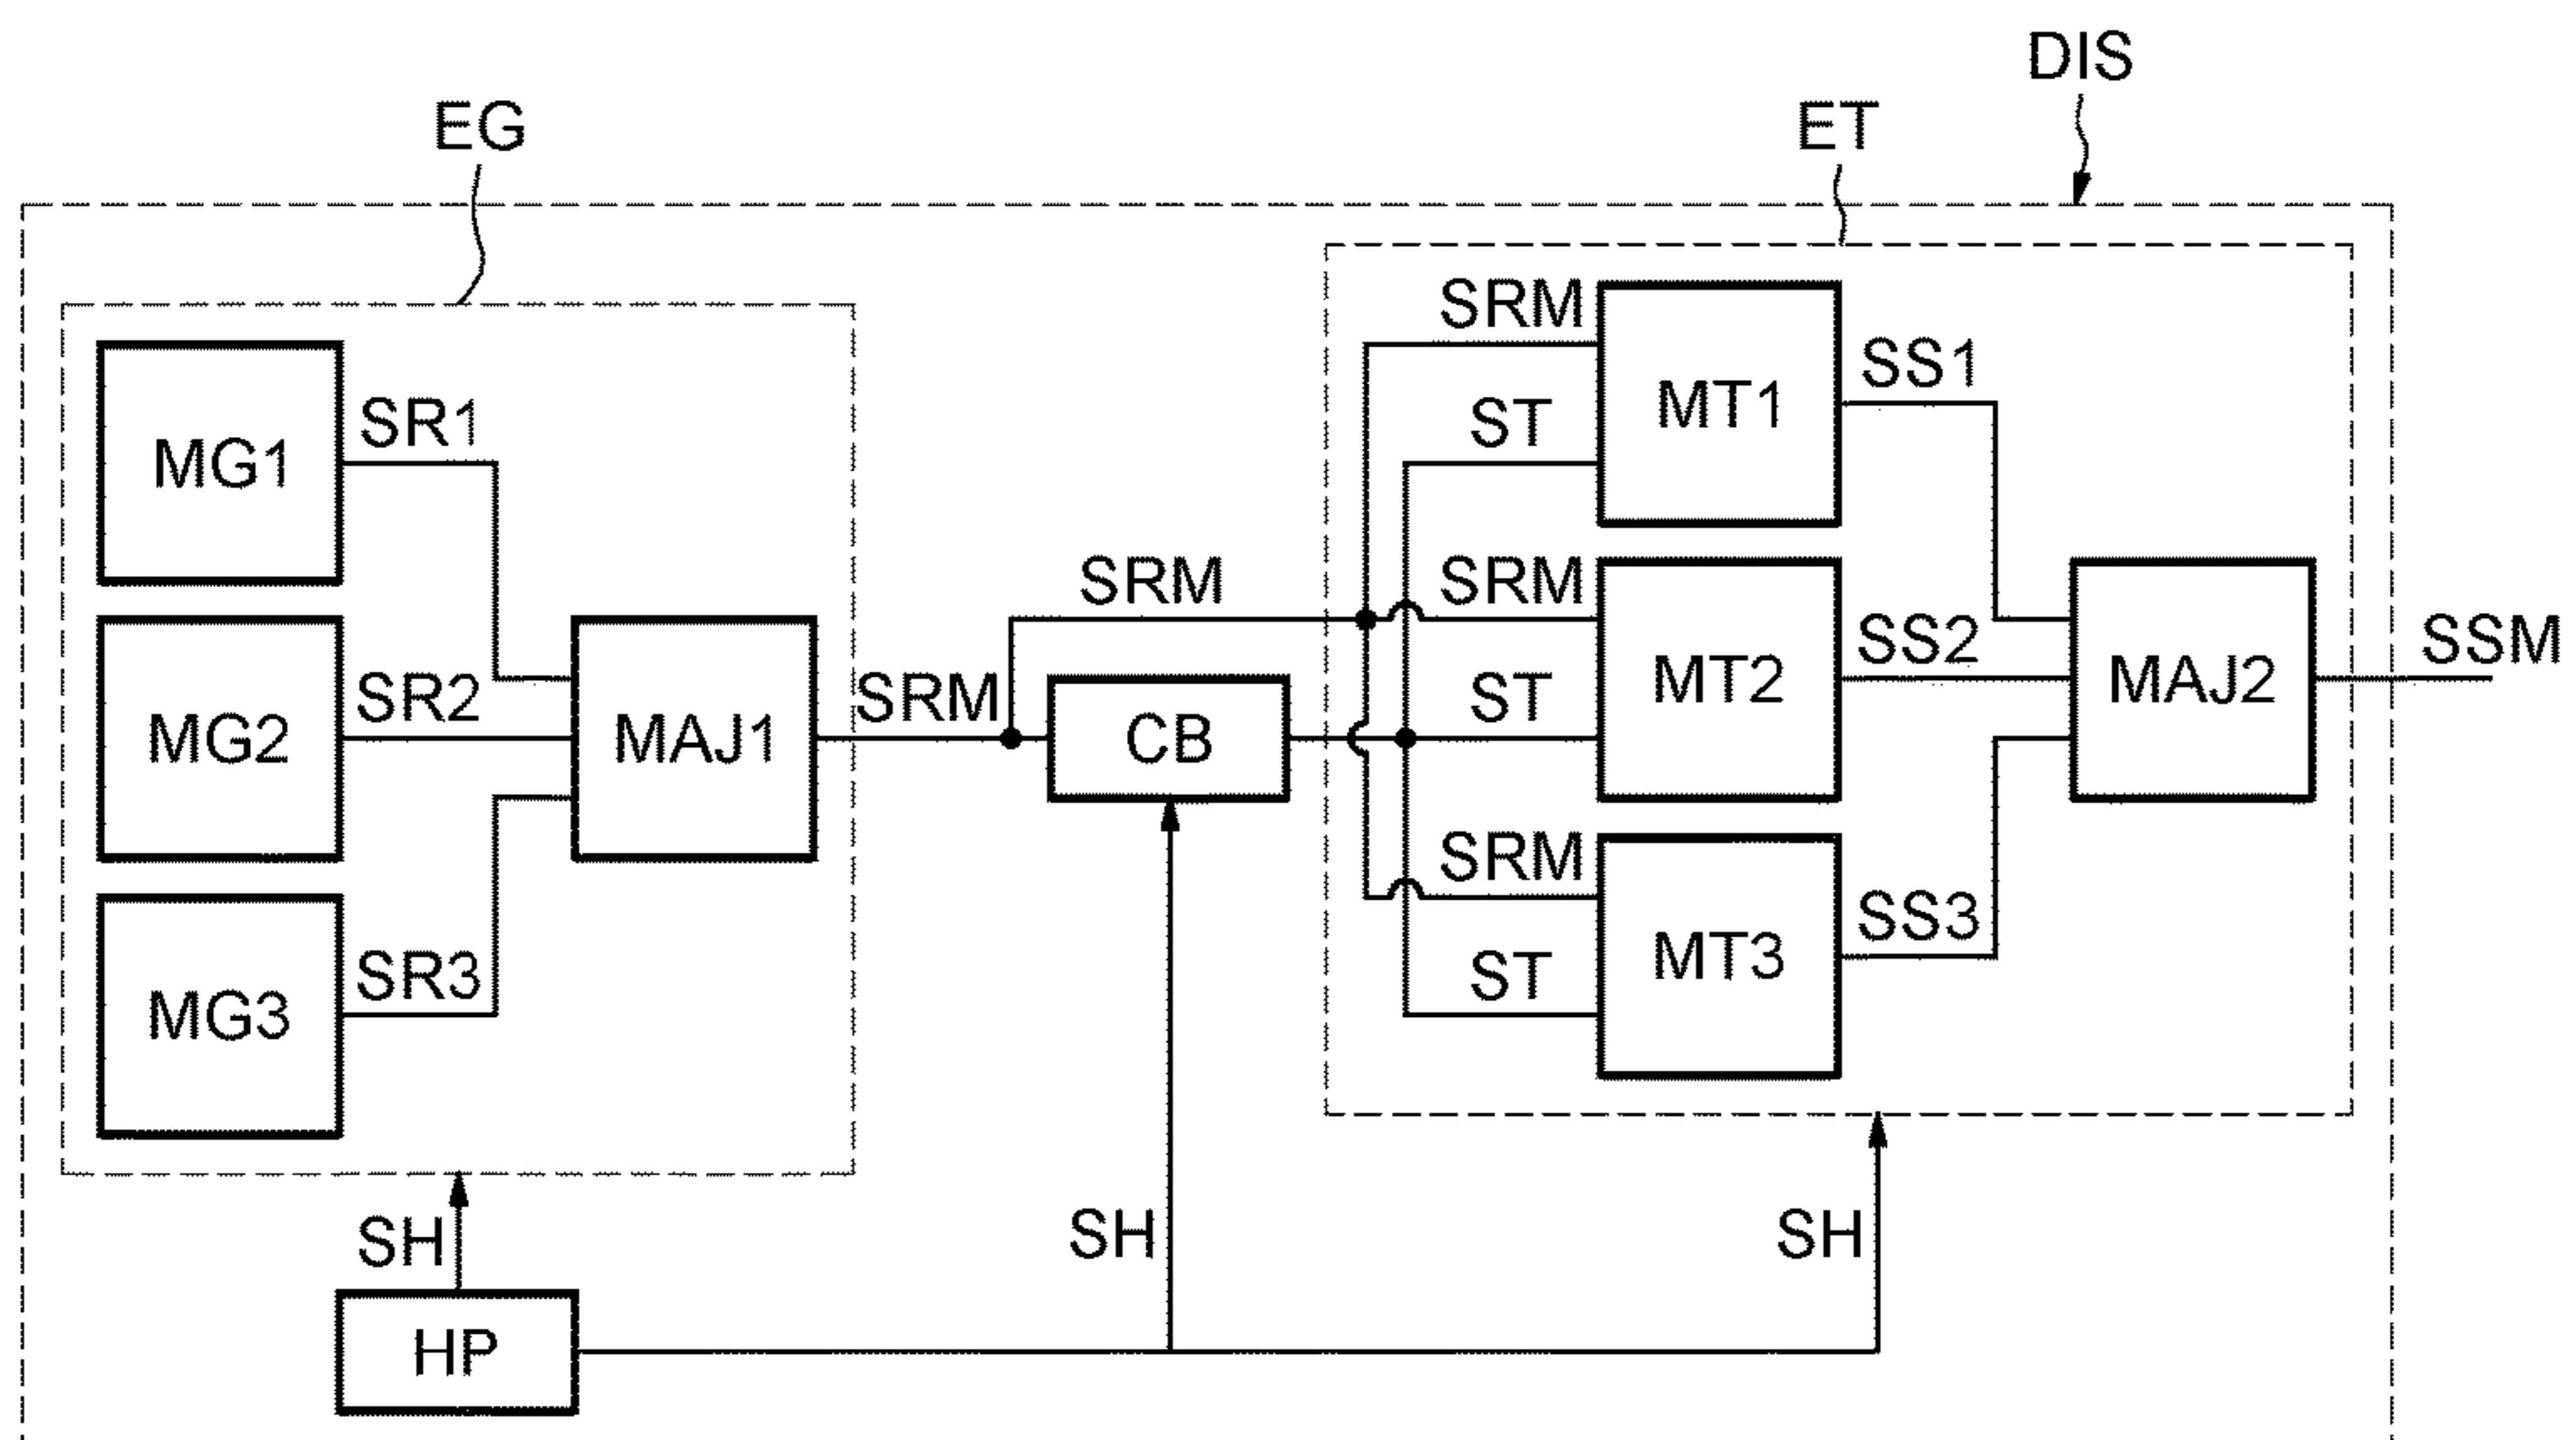 DIS
EG
ET
SRM
SS1
MT1
SR1
ST
MG1
SRM
SRM
SS2
SSM
MT2
MAJ2
SR2
SRM
ST
MG2
MAJ1
CB
SRM
SS3
MT3
SR3
ST
MG3
SH
SH
SH
HP